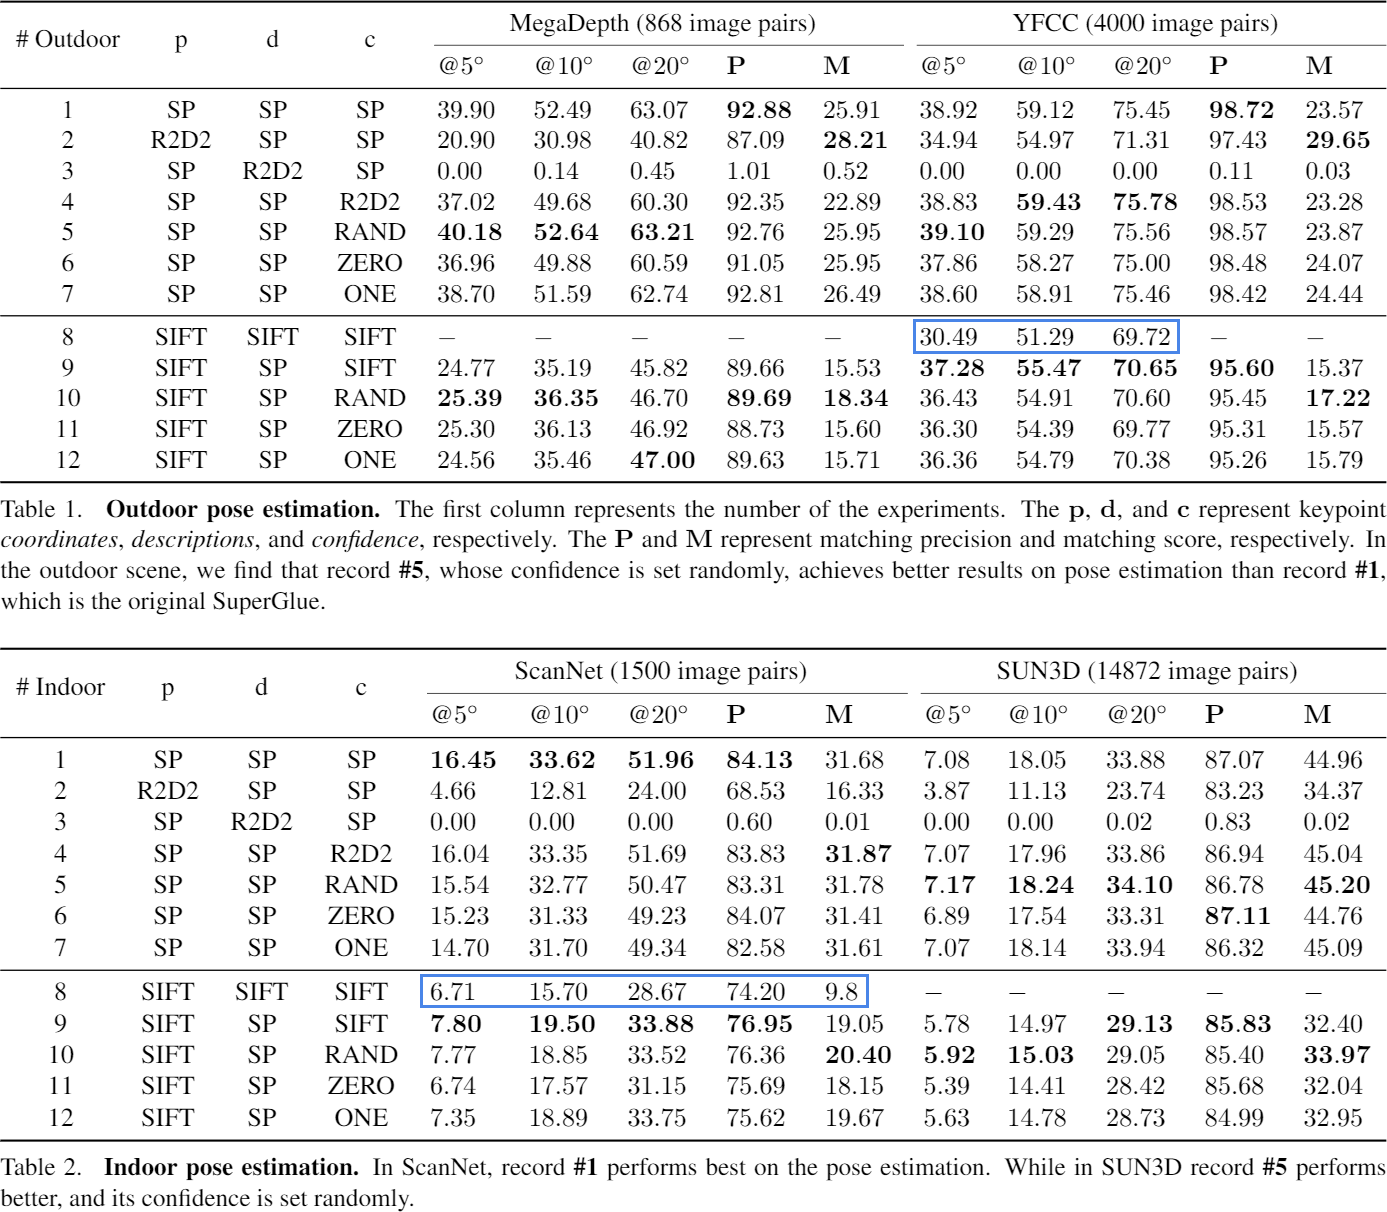 # Outdoor p d c MegaDepth (868 image pairs) YFCC (4000 image pairs)
@5° @10° @20° P M @5° @10° @20° P M
1 SP SP SP 39.90 52.49 63.07 92.88 25.91 38.92 59.12 75.45 98.72 23.57
2 R2D2 SP SP 20.90 30.98 40.82 87.09 28.21 34.94 54.97 71.31 97.43 29.65
3 SP R2D2 SP 0.00 0.14 0.45 1.01 0.52 0.00 0.00 0.00 0.11 0.03
4 SP SP R2D2 37.02 49.68 60.30 92.35 22.89 38.83 59.43 75.78 98.53 23.28
5 SP SP RAND 40.18 52.64 63.21 92.76 25.95 39.10 59.29 75.56 98.57 23.87
6 SP SP ZERO 36.96 49.88 60.59 91.05 25.95 37.86 58.27 75.00 98.48 24.07
7 SP SP ONE 38.70 51.59 62.74 92.81 26.49 38.60 58.91 75.46 98.42 24.44
8 SIFT SIFT SIFT – – – – – 30.49 51.29 69.72 – –
9 SIFT SP SIFT 24.77 35.19 45.82 89.66 15.53 37.28 55.47 70.65 95.60 15.37
10 SIFT SP RAND 25.39 36.35 46.70 89.69 18.34 36.43 54.91 70.60 95.45 17.22
11 SIFT SP ZERO 25.30 36.13 46.92 88.73 15.60 36.30 54.39 69.77 95.31 15.57
12 SIFT SP ONE 24.56 35.46 47.00 89.63 15.71 36.36 54.79 70.38 95.26 15.79
Table 1. Outdoor pose estimation. The first column represents the number of the experiments. The p, d, and c represent keypoint
coordinates, descriptions, and confidence, respectively. The P and M represent matching precision and matching score, respectively. In
the outdoor scene, we find that record #5, whose confidence is set randomly, achieves better results on pose estimation than record #1,
which is the original SuperGlue.
# Indoor p d c ScanNet (1500 image pairs) SUN3D (14872 image pairs)
@5° @10° @20° P M @5° @10° @20° P M
1 SP SP SP 16.45 33.62 51.96 84.13 31.68 7.08 18.05 33.88 87.07 44.96
2 R2D2 SP SP 4.66 12.81 24.00 68.53 16.33 3.87 11.13 23.74 83.23 34.37
3 SP R2D2 SP 0.00 0.00 0.00 0.60 0.01 0.00 0.00 0.02 0.83 0.02
4 SP SP R2D2 16.04 33.35 51.69 83.83 31.87 7.07 17.96 33.86 86.94 45.04
5 SP SP RAND 15.54 32.77 50.47 83.31 31.78 7.17 18.24 34.10 86.78 45.20
6 SP SP ZERO 15.23 31.33 49.23 84.07 31.41 6.89 17.54 33.31 87.11 44.76
7 SP SP ONE 14.70 31.70 49.34 82.58 31.61 7.07 18.14 33.94 86.32 45.09
8 SIFT SIFT SIFT 6.71 15.70 28.67 74.20 9.8 – – – – –
9 SIFT SP SIFT 7.80 19.50 33.88 76.95 19.05 5.78 14.97 29.13 85.83 32.40
10 SIFT SP RAND 7.77 18.85 33.52 76.36 20.40 5.92 15.03 29.05 85.40 33.97
11 SIFT SP ZERO 6.74 17.57 31.15 75.69 18.15 5.39 14.41 28.42 85.68 32.04
12 SIFT SP ONE 7.35 18.89 33.75 75.62 19.67 5.63 14.78 28.73 84.99 32.95
Table 2. Indoor pose estimation. In ScanNet, record #1 performs best on the pose estimation. While in SUN3D record #5 performs
better, and its confidence is set randomly.